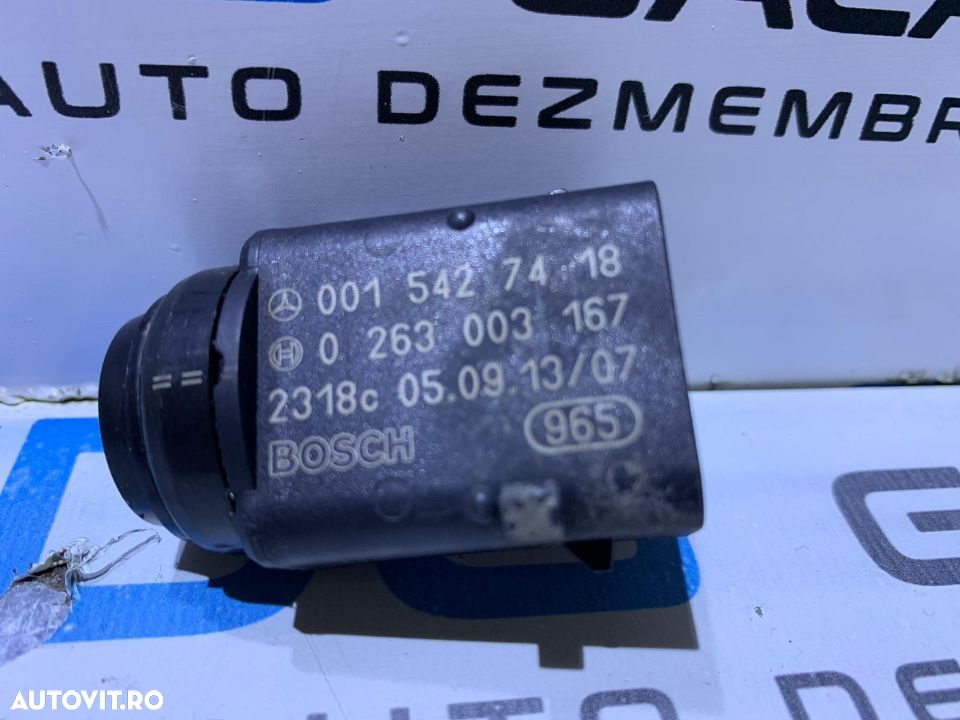 AUTO DEZMEMBR
001 542 74 18
0 263 003 167
2318c 05.09.13/07
BOSCH
965
AUTOVIT.RO